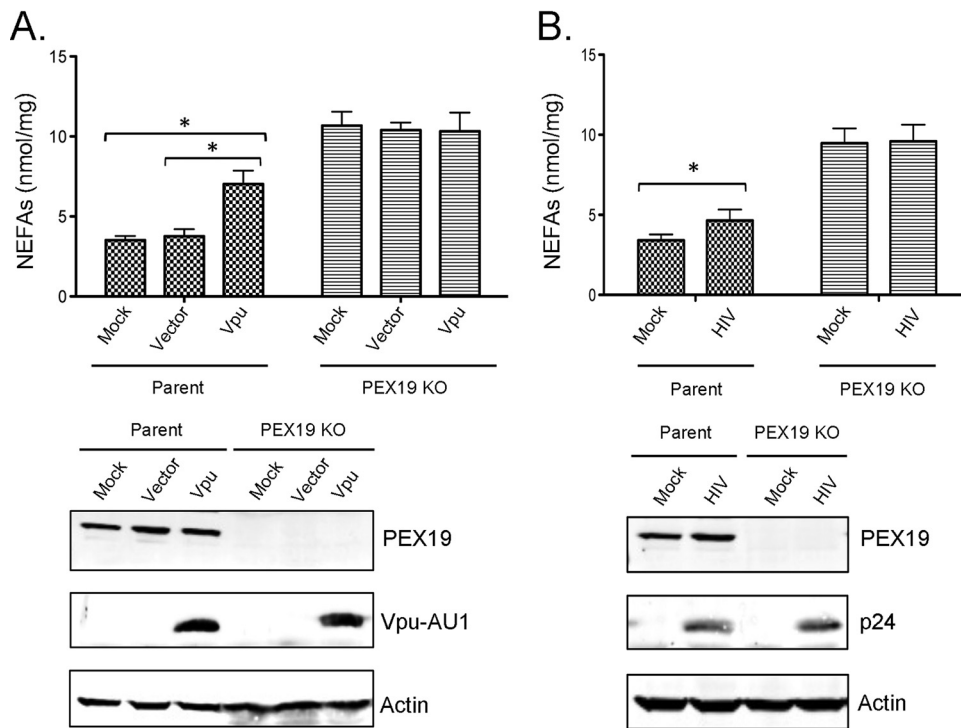 A.
NEFAs (nmol/mg)
15
10
5
0
*
*
Mock
Vector
Vpu
Mock
Vector
Vpu
Parent
PEX19 KO
Parent
PEX19 KO
Mock
Vector
Vpu
Mock
Vector
Vpu
PEX19
Vpu-AU1
Actin
B.
NEFAs (nmol/mg)
15
10
5
0
*
Mock
HIV
Mock
HIV
Parent
PEX19 KO
Parent
PEX19 KO
Mock
HIV
Mock
HIV
PEX19
p24
Actin